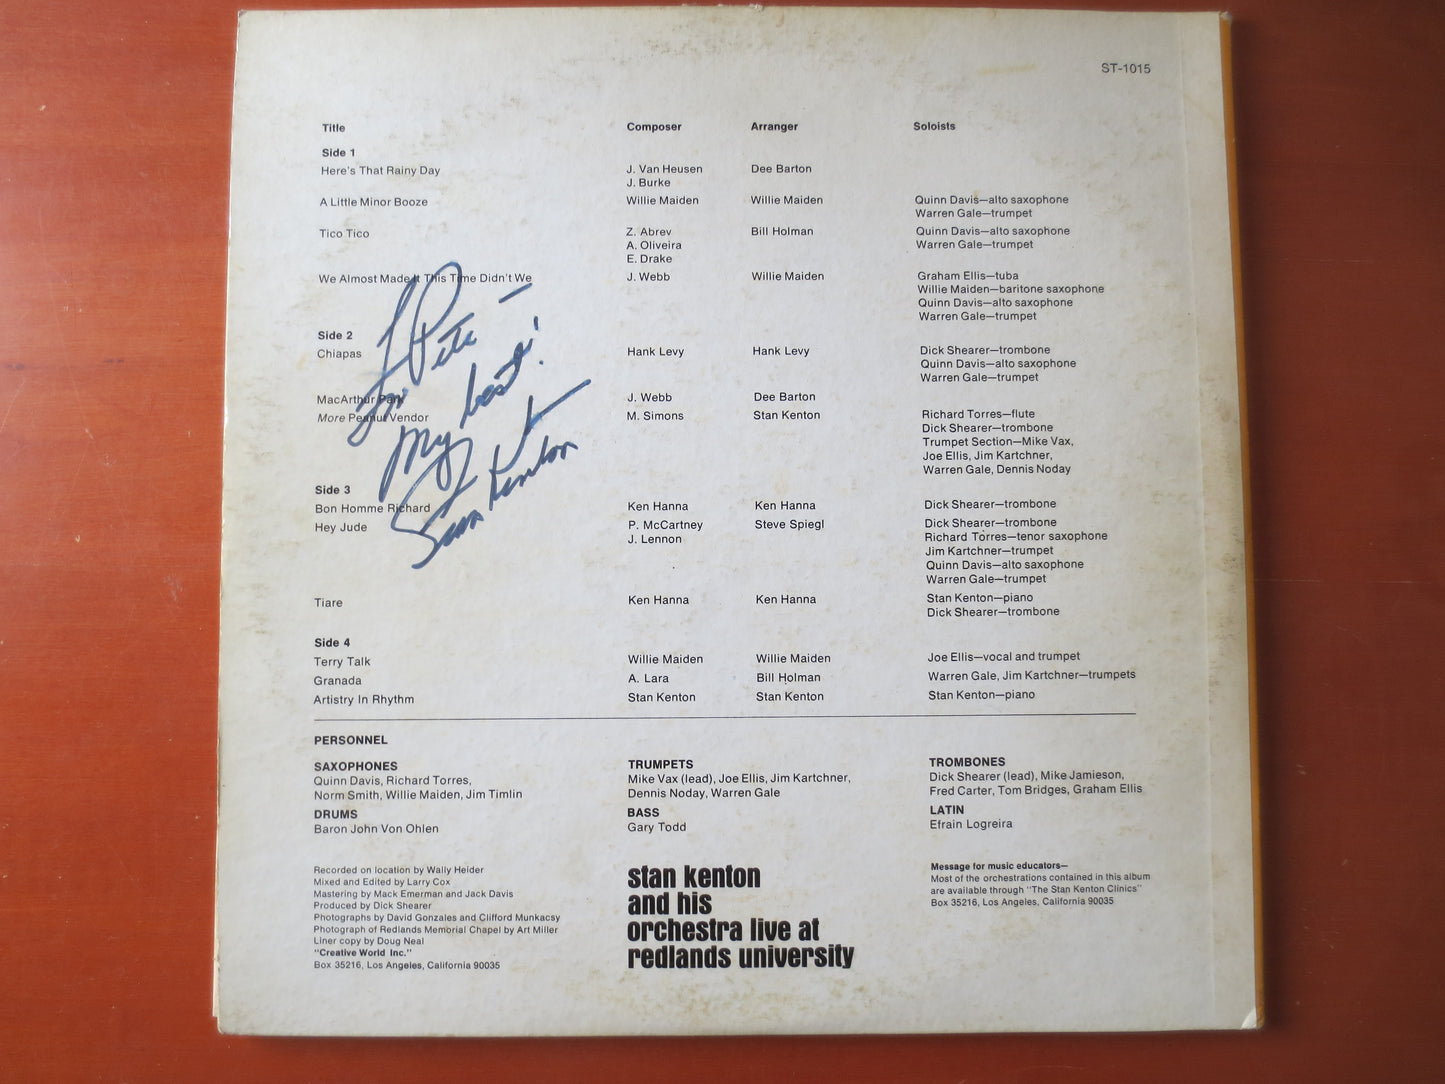 ST-1015
Title Composer Arranger Soloists
Side 1
Here's That Rainy Day J. Van Heusen Dee Barton
J. Burke
A Little Minor Booze Willie Maiden Willie Maiden Quinn Davis—alto saxophone
Warren Gale—trumpet
Tico Tico Z. Abrev Bill Holman Quinn Davis—alto saxophone
A. Oliveira Warren Gale—trumpet
E. Drake
We Almost Made It This Time Didn't We J. Webb Willie Maiden Graham Ellis—tuba
Willie Maiden—baritone saxophone
Quinn Davis—alto saxophone
Warren Gale—trumpet
Side 2
Chiapas Hank Levy Hank Levy Dick Shearer—trombone
Quinn Davis—alto saxophone
Warren Gale—trumpet
MacArthur Park J. Webb Dee Barton
More Peanut Vendor M. Simons Stan Kenton Richard Torres—flute
Dick Shearer—trombone
Trumpet Section—Mike Vax,
Joe Ellis, Jim Kartchner,
Warren Gale, Dennis Noday
Side 3
Bon Homme Richard Ken Hanna Ken Hanna Dick Shearer—trombone
Hey Jude P. McCartney Steve Spiegl Dick Shearer—trombone
J. Lennon Richard Torres—tenor saxophone
Jim Kartchner—trumpet
Quinn Davis—alto saxophone
Warren Gale—trumpet
Tiare Ken Hanna Ken Hanna Stan Kenton—piano
Dick Shearer—trombone
Side 4
Terry Talk Willie Maiden Willie Maiden Joe Ellis—vocal and trumpet
Granada A. Lara Bill Holman Warren Gale, Jim Kartchner—trumpets
Artistry In Rhythm Stan Kenton Stan Kenton Stan Kenton—piano
For Pete –
My best!
Stan Kenton
PERSONNEL
SAXOPHONES
Quinn Davis, Richard Torres,
Norm Smith, Willie Maiden, Jim Timlin
DRUMS
Baron John Von Ohlen
TRUMPETS
Mike Vax (lead), Joe Ellis, Jim Kartchner,
Dennis Noday, Warren Gale
BASS
Gary Todd
TROMBONES
Dick Shearer (lead), Mike Jamieson,
Fred Carter, Tom Bridges, Graham Ellis
LATIN
Efrain Logreira
Recorded on location by Wally Heider
Mixed and Edited by Larry Cox
Mastering by Mack Emerman and Jack Davis
Produced by Dick Shearer
Photographs by David Gonzales and Clifford Munkacsy
Photograph of Redlands Memorial Chapel by Art Miller
Liner copy by Doug Neal
"Creative World Inc."
Box 35216, Los Angeles, California 90035
stan kenton
and his
orchestra live at
redlands university
Message for music educators—
Most of the orchestrations contained in this album
are available through "The Stan Kenton Clinics"
Box 35216, Los Angeles, California 90035